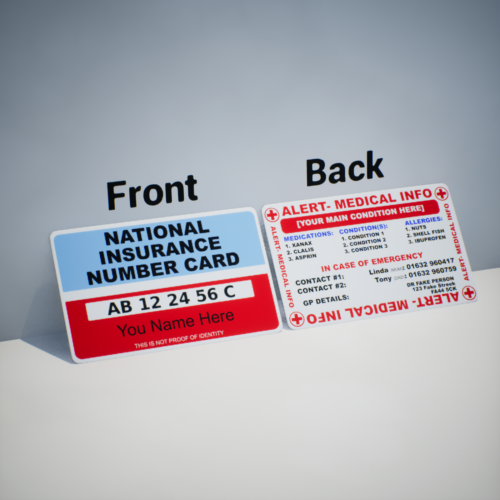 Front
NATIONAL
INSURANCE
NUMBER CARD
AB 12 24 56 C
You Name Here
THIS IS NOT PROOF OF IDENTITY
Back
ALERT- MEDICAL INFO
[YOUR MAIN CONDITION HERE]
MEDICATIONS: CONDITION(S): ALLERGIES:
1. XANAX 1. CONDITION 1 1. NUTS
2. CLALIS 2. CONDITION 2 2. SHELL FISH
3. ASPRIN 3. CONDITION 3 3. IBUPROFEN
IN CASE OF EMERGENCY
CONTACT #1: Linda 01632 960417
CONTACT #2: Tony 01632 960759
GP DETAILS: DR FAKE PERSON
123 Fake Street
FA44 5CK
ALERT- MEDICAL INFO
ALERT- MEDICAL INFO
ALERT- MEDICAL INFO